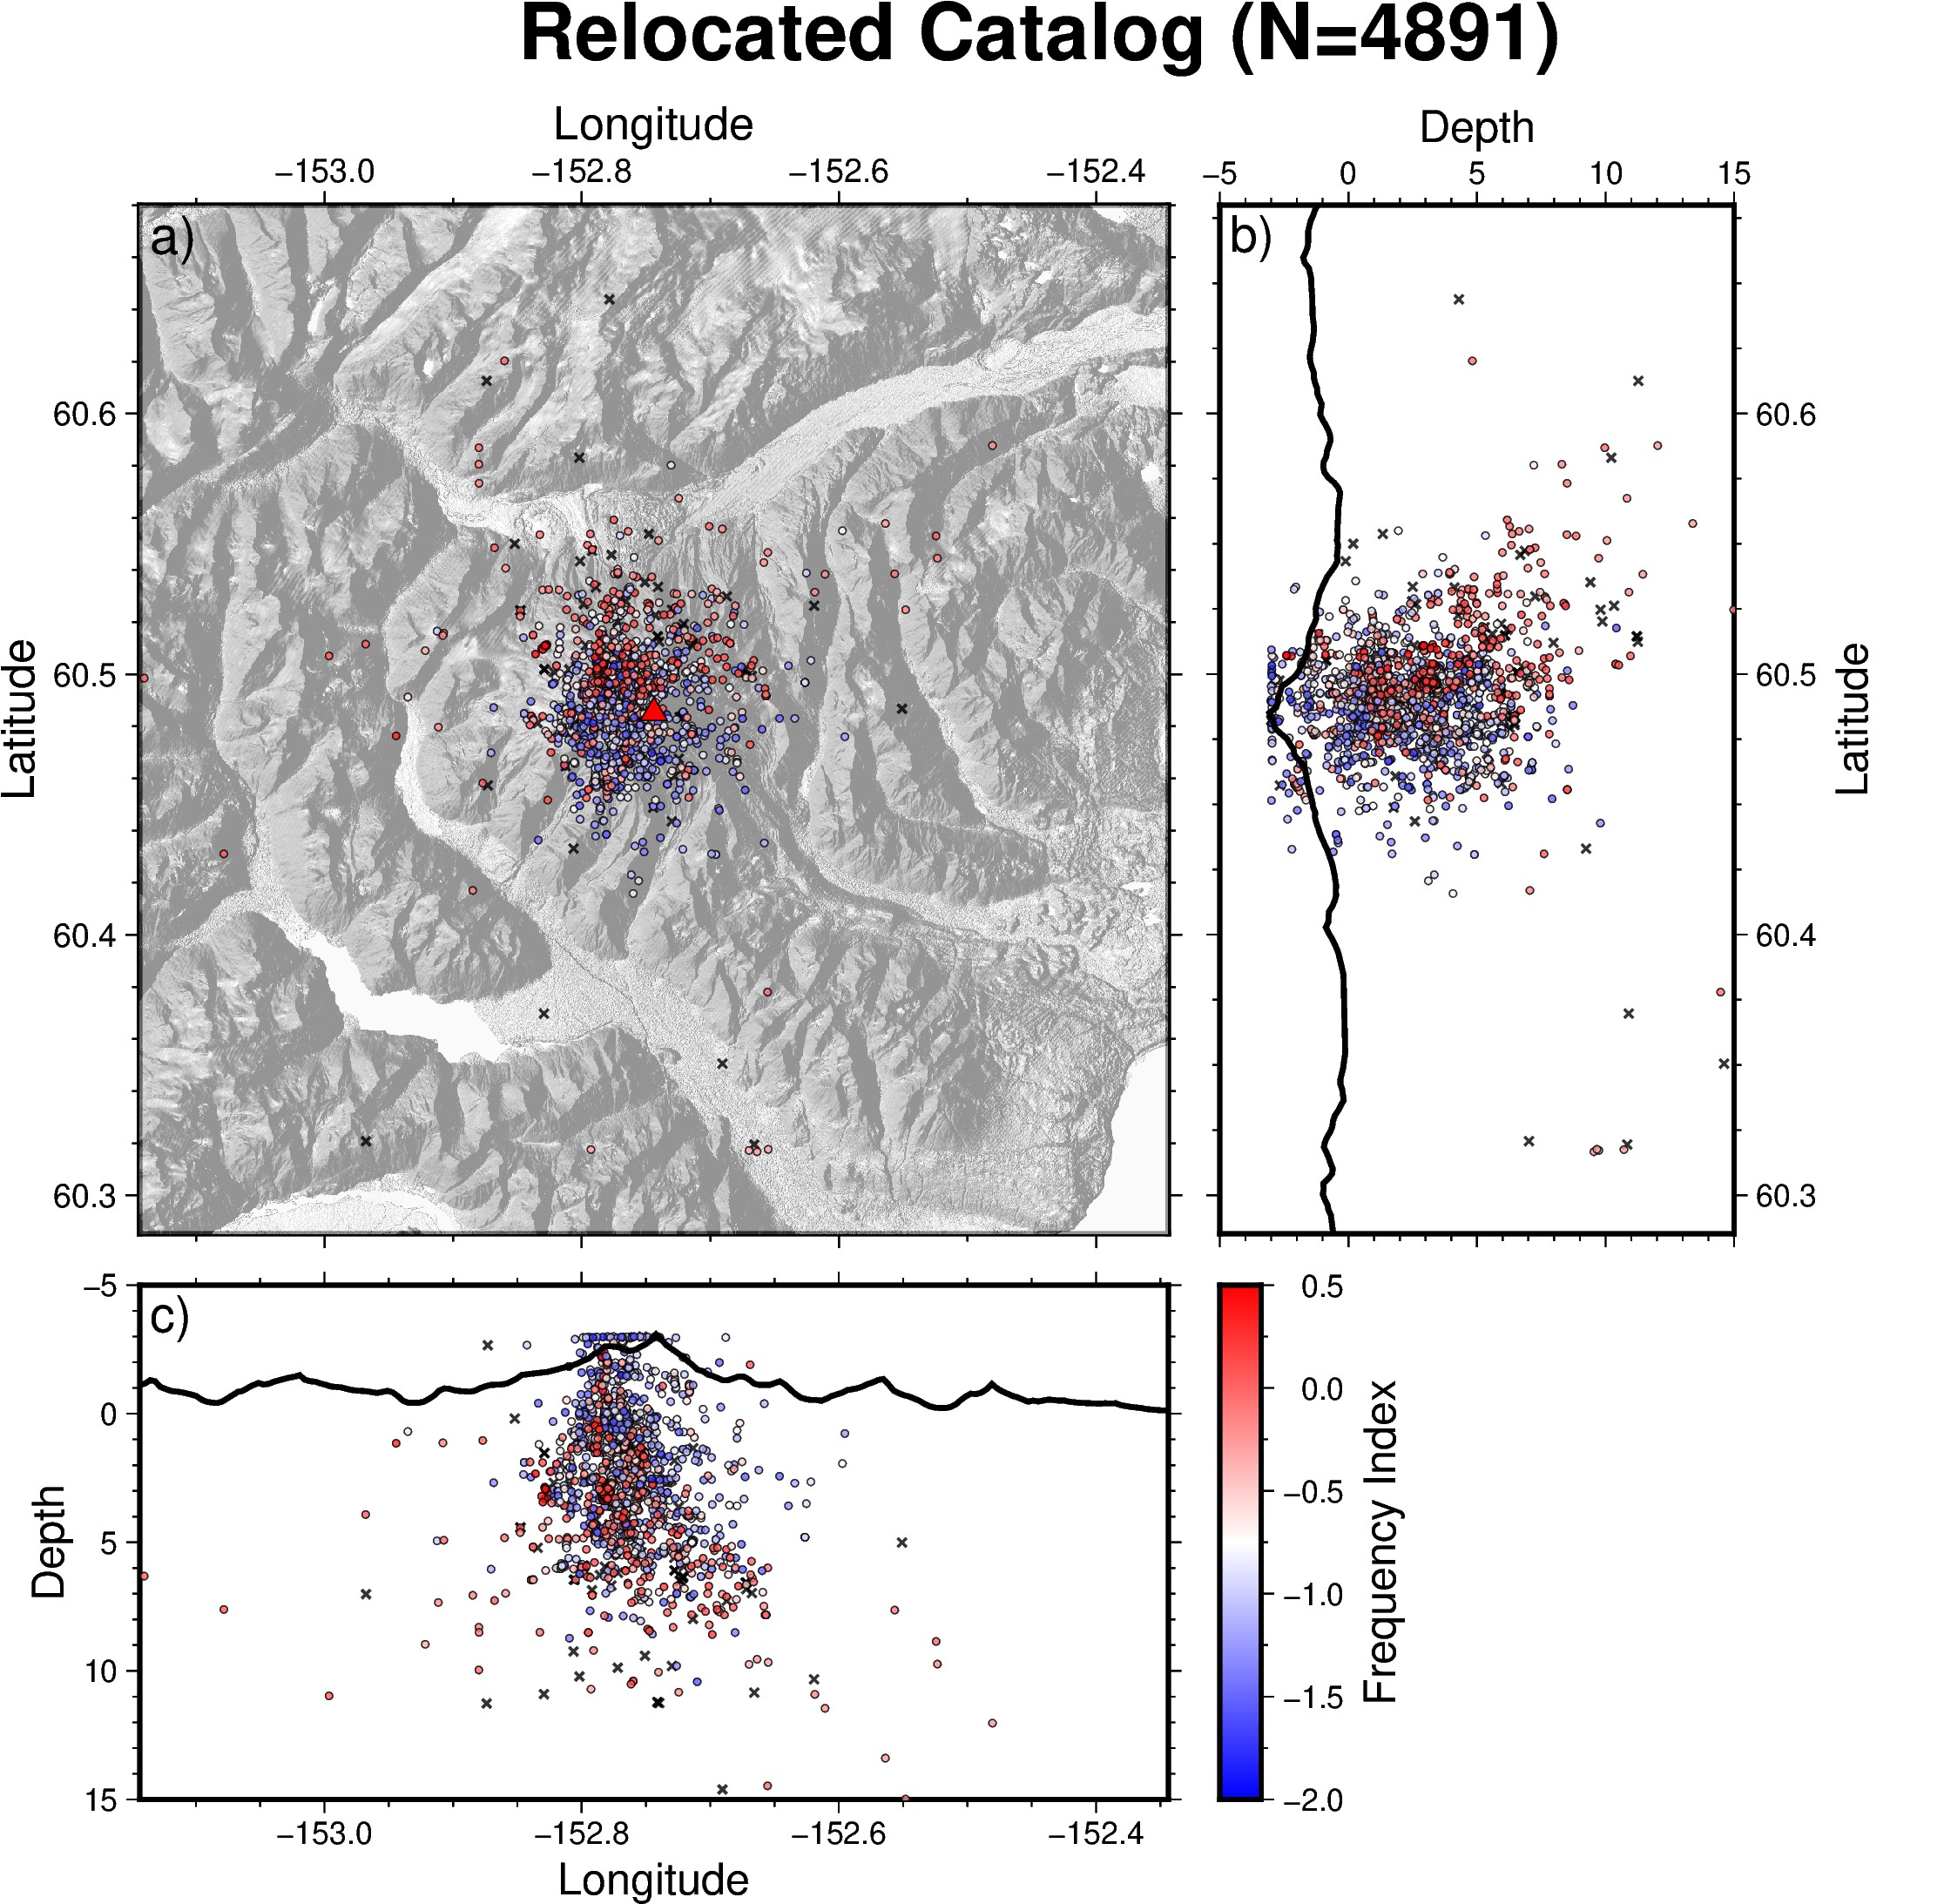 Relocated Catalog (N=4891)
Longitude
Depth
−153.0 −152.8 −152.6 −152.4
−5 0 5 10 15
a)
b)
60.6
60.5
60.4
60.3
Latitude
60.6
60.5
60.4
60.3
Latitude
c)
−5
0
5
10
15
Depth
−153.0 −152.8 −152.6 −152.4
Longitude
0.5
0.0
−0.5
−1.0
−1.5
−2.0
Frequency Index